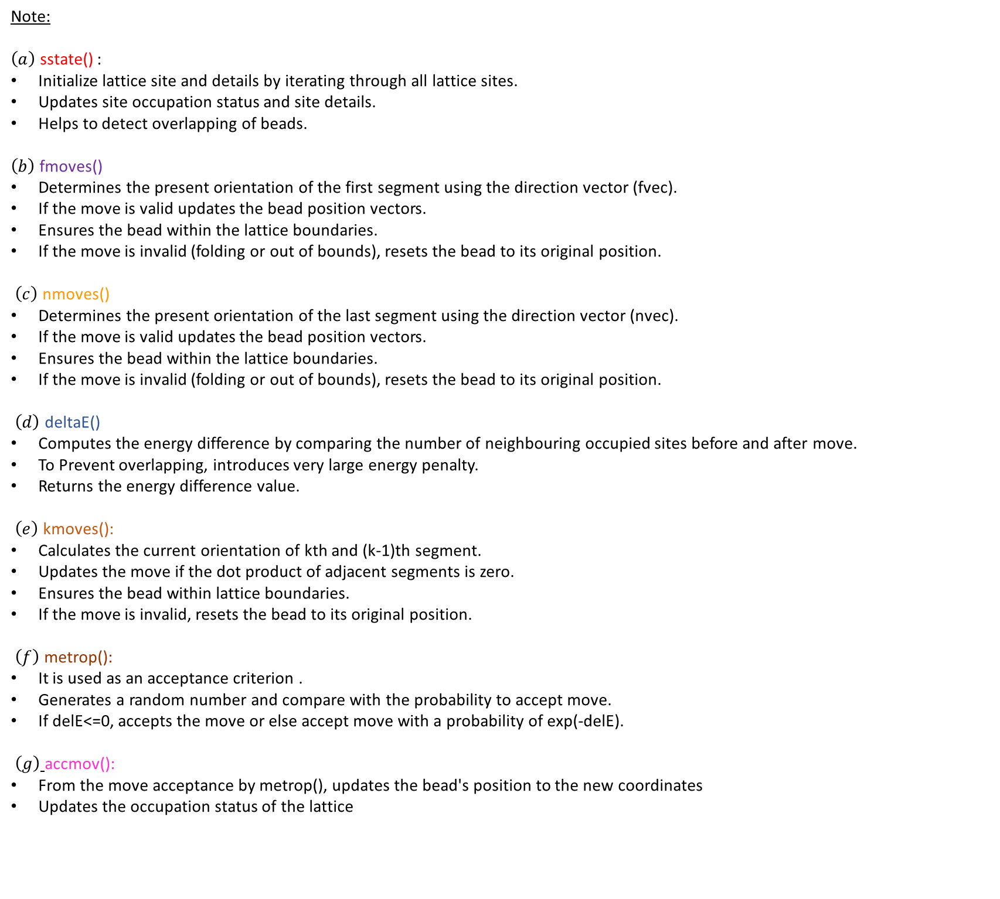 Note:
(a) sstate() :
• Initialize lattice site and details by iterating through all lattice sites.
• Updates site occupation status and site details.
• Helps to detect overlapping of beads.
(b) fmoves()
• Determines the present orientation of the first segment using the direction vector (fvec).
• If the move is valid updates the bead position vectors.
• Ensures the bead within the lattice boundaries.
• If the move is invalid (folding or out of bounds), resets the bead to its original position.
(c) nmoves()
• Determines the present orientation of the last segment using the direction vector (nvec).
• If the move is valid updates the bead position vectors.
• Ensures the bead within the lattice boundaries.
• If the move is invalid (folding or out of bounds), resets the bead to its original position.
(d) deltaE()
• Computes the energy difference by comparing the number of neighbouring occupied sites before and after move.
• To Prevent overlapping, introduces very large energy penalty.
• Returns the energy difference value.
(e) kmoves():
• Calculates the current orientation of kth and (k-1)th segment.
• Updates the move if the dot product of adjacent segments is zero.
• Ensures the bead within lattice boundaries.
• If the move is invalid, resets the bead to its original position.
(f) metrop():
• It is used as an acceptance criterion .
• Generates a random number and compare with the probability to accept move.
• If delE<=0, accepts the move or else accept move with a probability of exp(-delE).
(g) accmov():
• From the move acceptance by metrop(), updates the bead's position to the new coordinates
• Updates the occupation status of the lattice